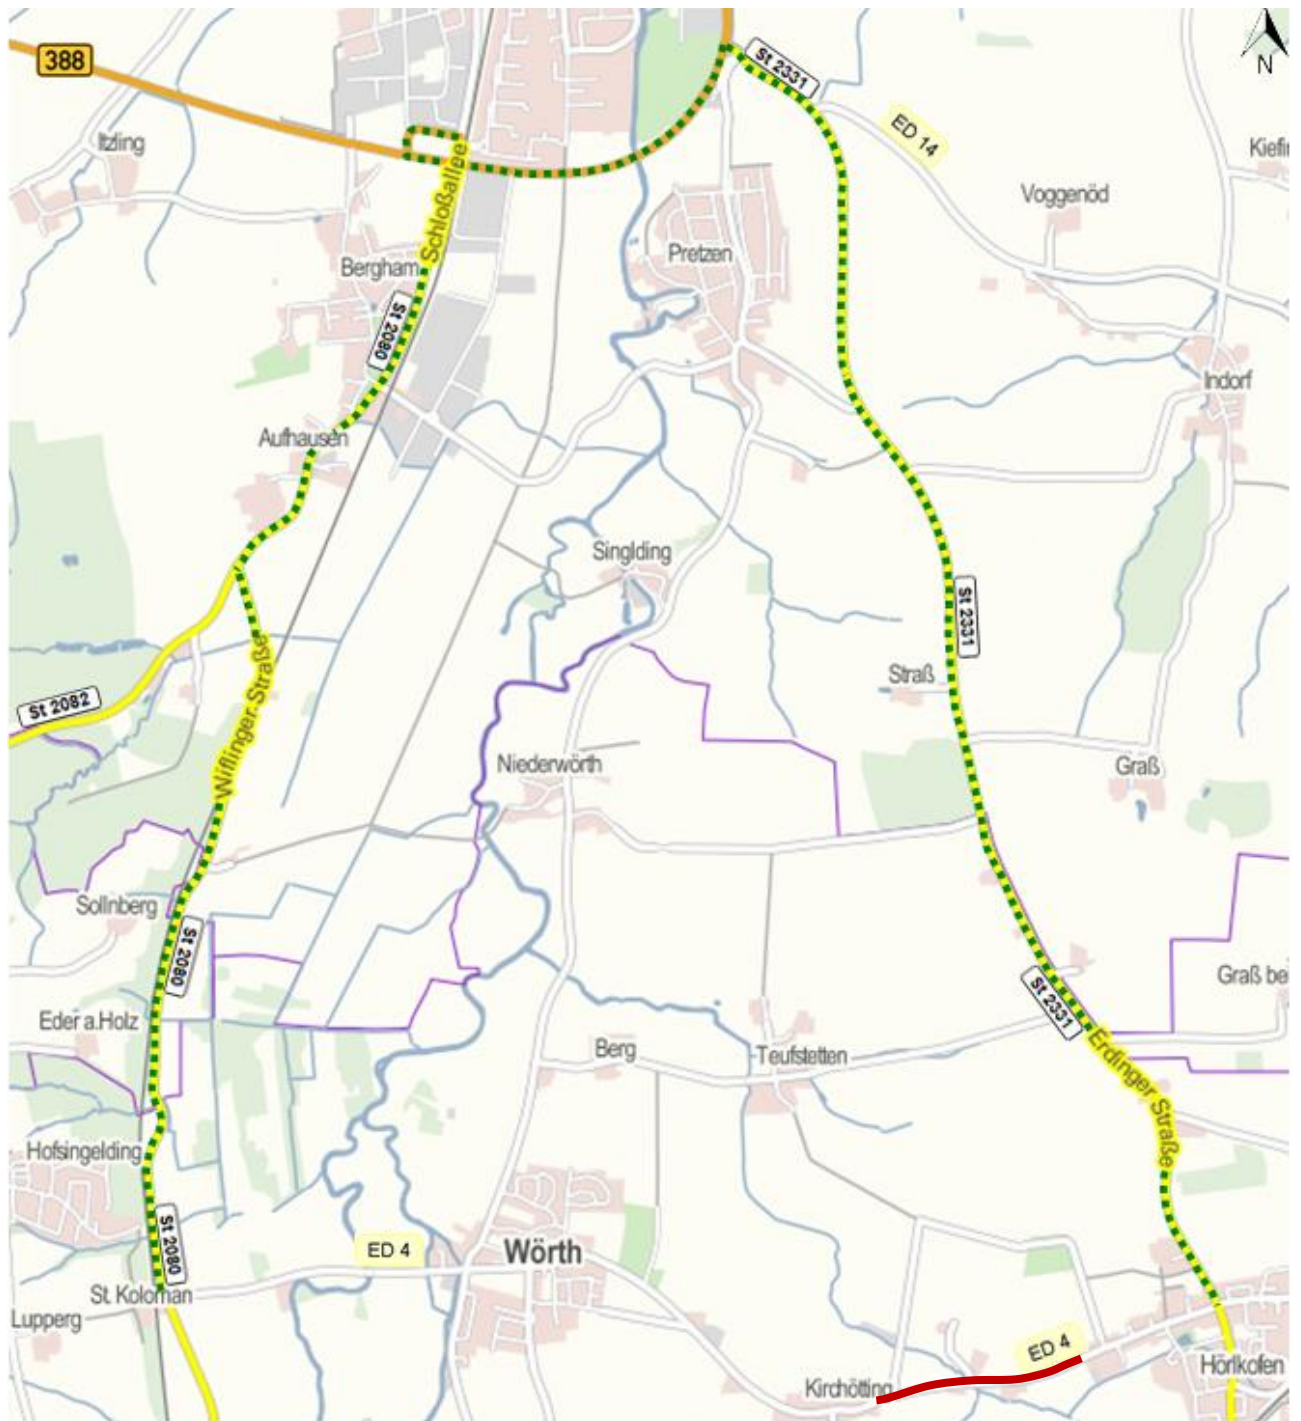 388
St 2331
N
ED 14
Itzling
Kiefin
Schloßallee
Voggenöd
Pretzen
Bergham
St 2080
Indorf
Aufhausen
Singlding
St 2331
Wiflinger Straße
Straß
St 2082
Niederwörth
Graß
Sollnberg
St 2080
Graß be
St 2331
Eder a.Holz
Berg
Teufstetten
Erdinger Straße
Hofsingelding
St 2080
ED 4
Wörth
St. Koloman
Lupperg
ED 4
Hörlkofen
Kirchötting